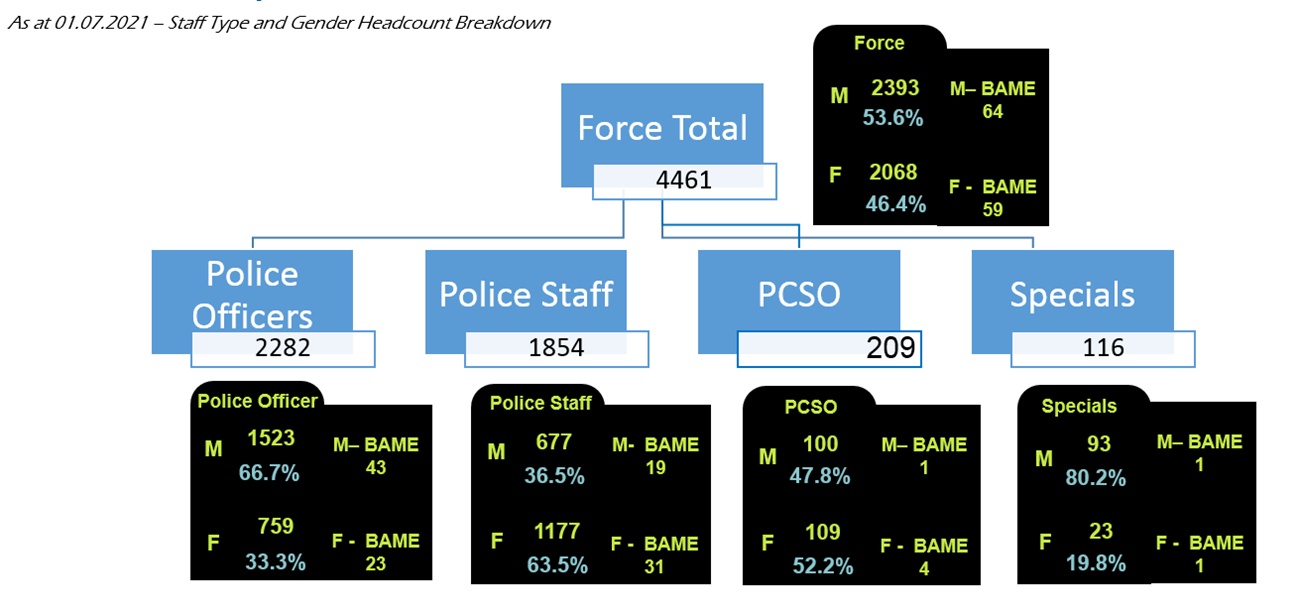 As at 01.07.2021 – Staff Type and Gender Headcount Breakdown
Force Total
4461
Force
M 2393 M– BAME
53.6% 64
F 2068 F - BAME
46.4% 59
Police
Officers
2282
Police Staff
1854
PCSO
209
Specials
116
Police Officer
M 1523 M– BAME
66.7% 43
F 759 F - BAME
33.3% 23
Police Staff
M 677 M- BAME
36.5% 19
F 1177 F - BAME
63.5% 31
PCSO
M 100 M– BAME
47.8% 1
F 109 F - BAME
52.2% 4
Specials
M 93 M– BAME
80.2% 1
F 23 F - BAME
19.8% 1